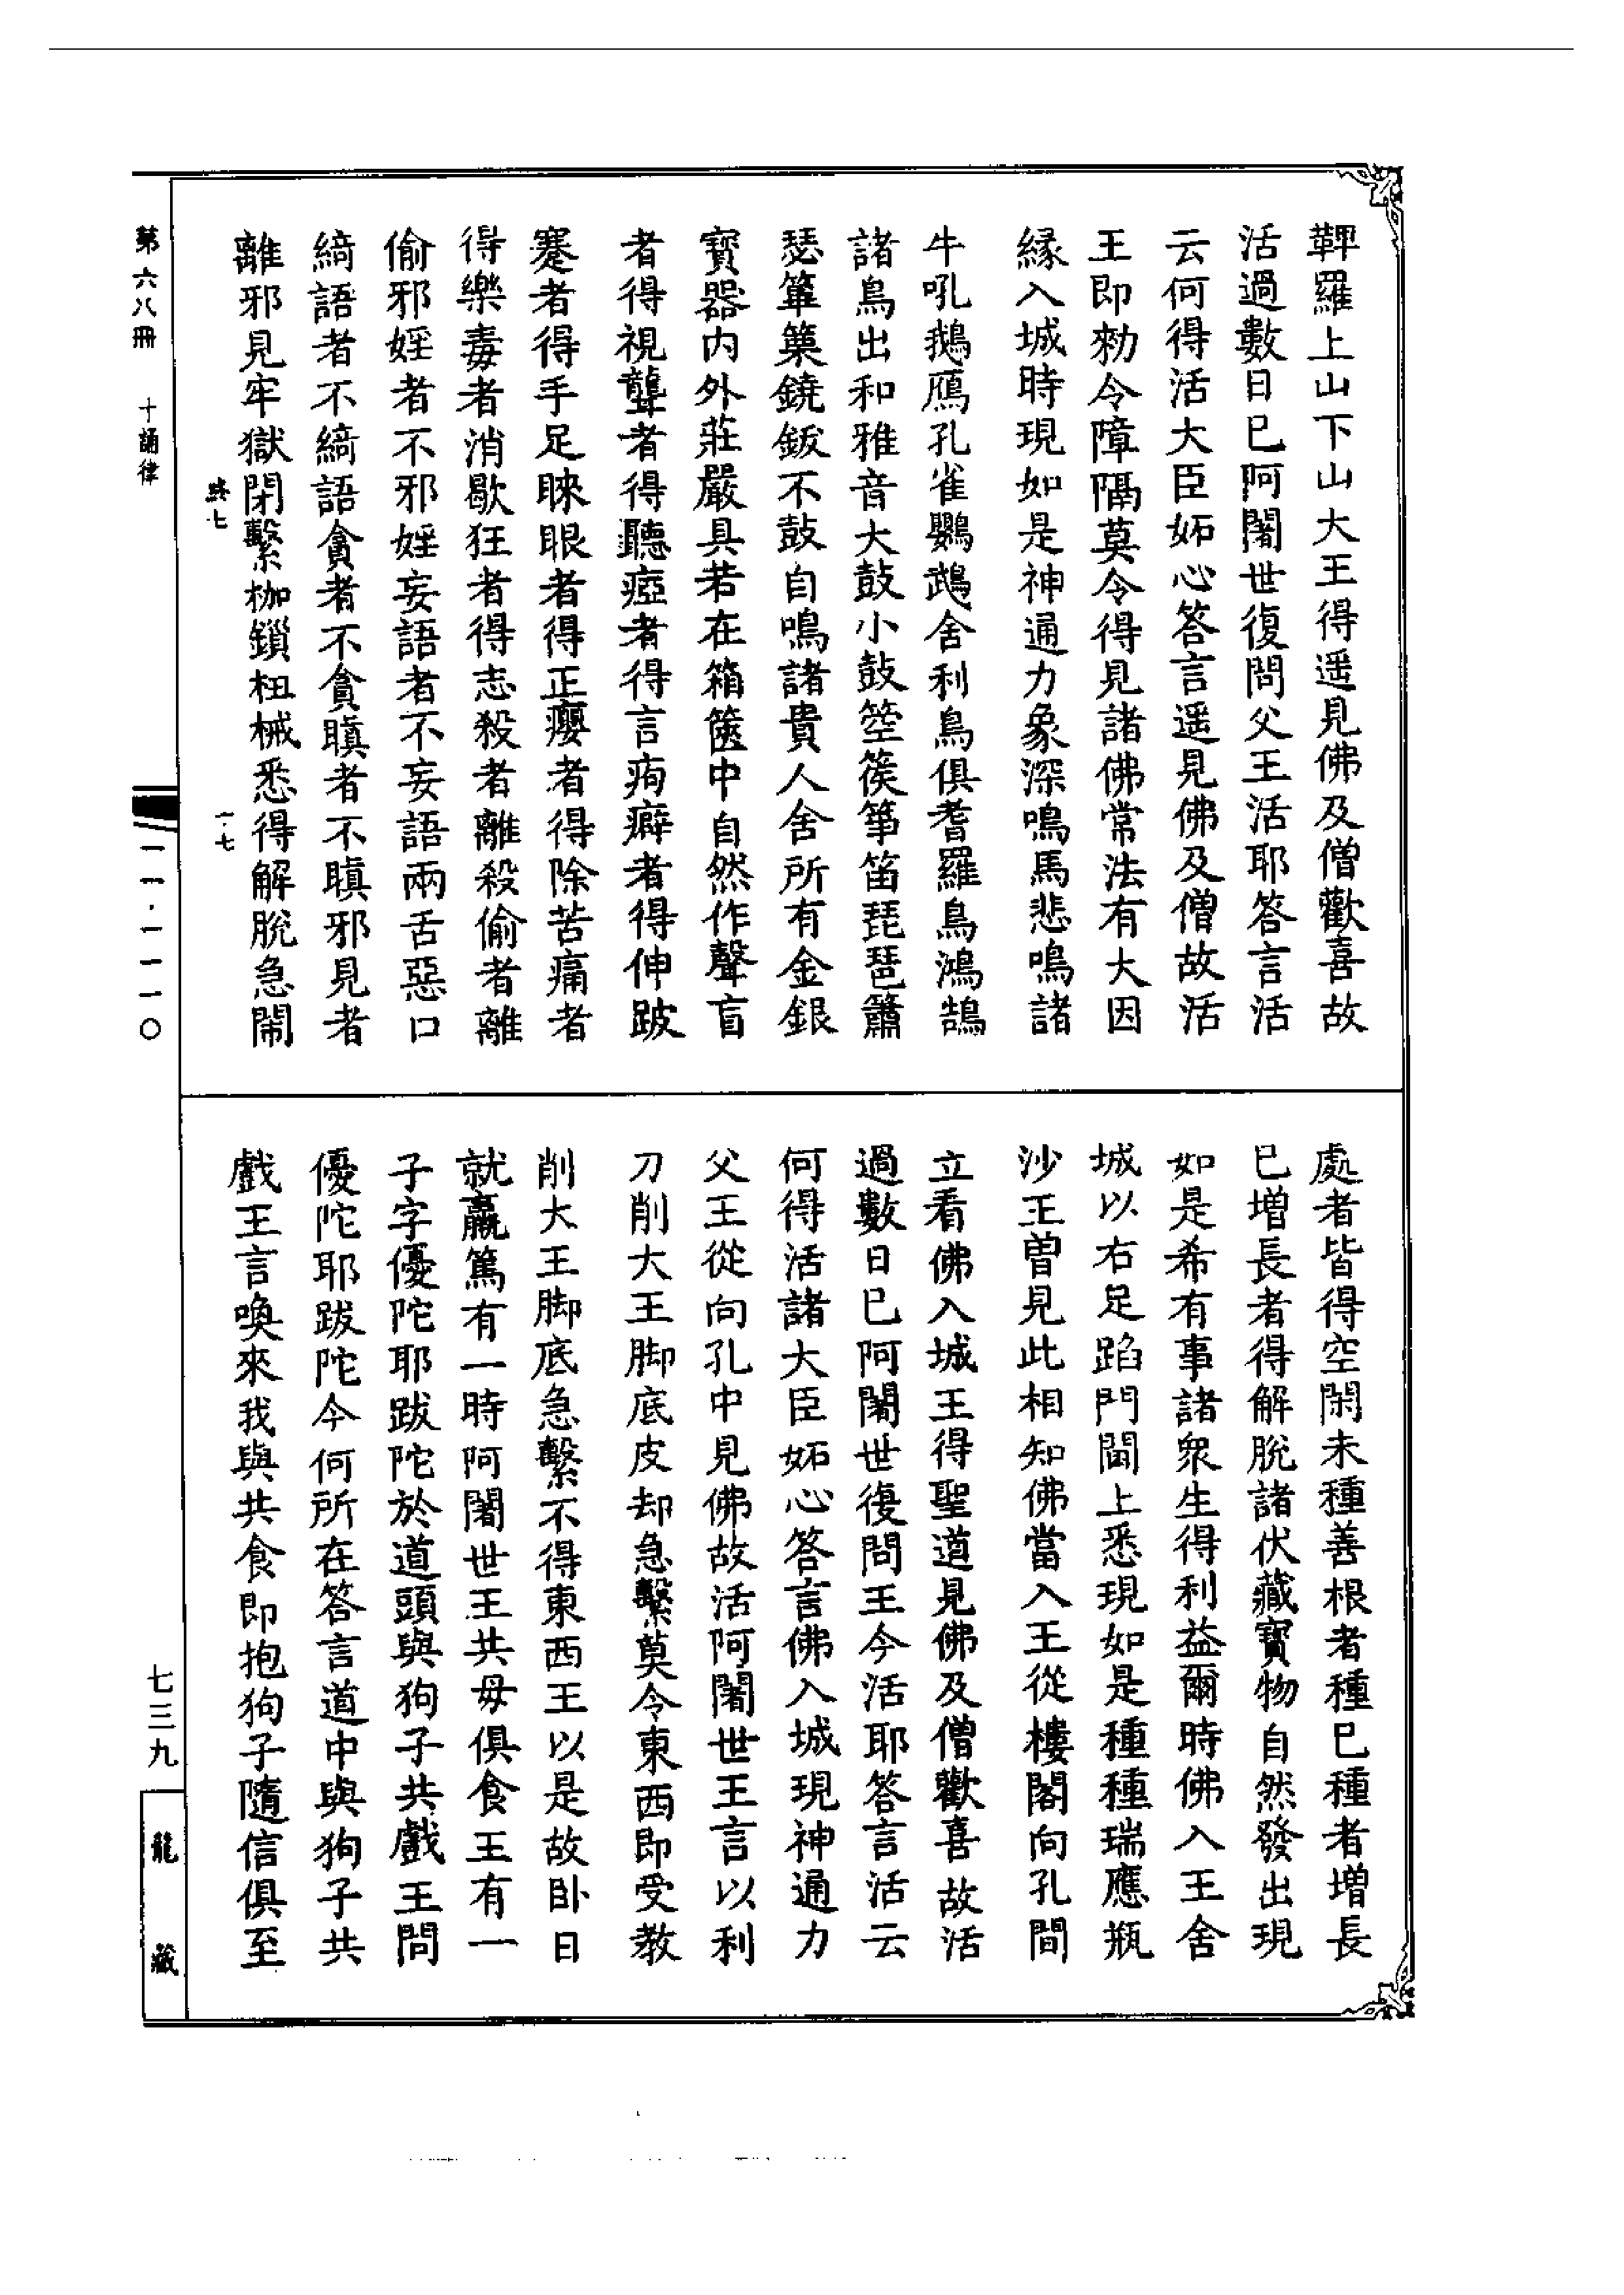 鞞羅上山下山大王得遥見佛及僧歡喜故
活過數日已阿闍世復問父王活耶答言活
云何得活大臣妬心答言遥見佛及僧故活
王即勑令障隔莫令得見諸佛常法有大因
緣入城時現如是神通力象深鳴馬悲鳴諸
牛吼鵝鴈孔雀鸚鵡舍利鳥俱耆羅鳥鴻鵠
諸鳥出和雅音大鼓小鼓箜篌箏笛琵琶簫
瑟篳篥鐃鈸不鼓自鳴諸貴人舍所有金銀
寶器内外莊嚴具若在箱篋中自然作聲盲
者得視聾者得聽瘂者得言痀癖者得伸跛
蹇者得手足睞眼者得正癭者得除苦痛者
得樂毒者消歇狂者得志殺者離殺偷者離
偷邪婬者不邪婬妄語者不妄語兩舌惡口
綺語者不綺語貪者不貪瞋者不瞋邪見者
離邪見牢獄閉繫枷鎖杻械悉得解脫急鬧
處者皆得空閑未種善根者種已種者增長
已增長者得解脫諸伏藏寶物自然發出現
如是希有事諸衆生得利益爾時佛入王舍
城以右足蹈門閫上悉現如是種種瑞應瓶
沙王曽見此相知佛當入王從樓閣向孔間
立看佛入城王得聖道見佛及僧歡喜故活
過數日已阿闍世復問王今活耶答言活云
何得活諸大臣妬心答言佛入城現神通力
父王從向孔中見佛故活阿闍世王言以利
刀削大王脚底皮却急繫莫令東西即受教
削大王脚底急繫不得東西王以是故卧日
就羸篤有一時阿闍世王共母俱食王有一
子字優陀耶跋陀於道頭與狗子共戲王問
優陀耶跋陀今何所在答言道中與狗子共
戲王言喚來我與共食即抱狗子隨信俱至
第六八冊
十誦律
終七
一七
一一一·一一一〇
七三九
龍藏